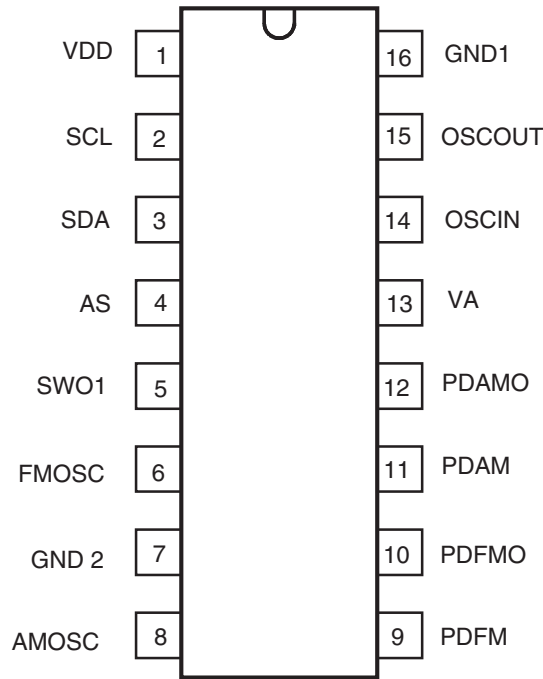 VDD 1 16 GND1
SCL 2 15 OSCOUT
SDA 3 14 OSCIN
AS 4 13 VA
SWO1 5 12 PDAMO
FMOSC 6 11 PDAM
GND 2 7 10 PDFMO
AMOSC 8 9 PDFM